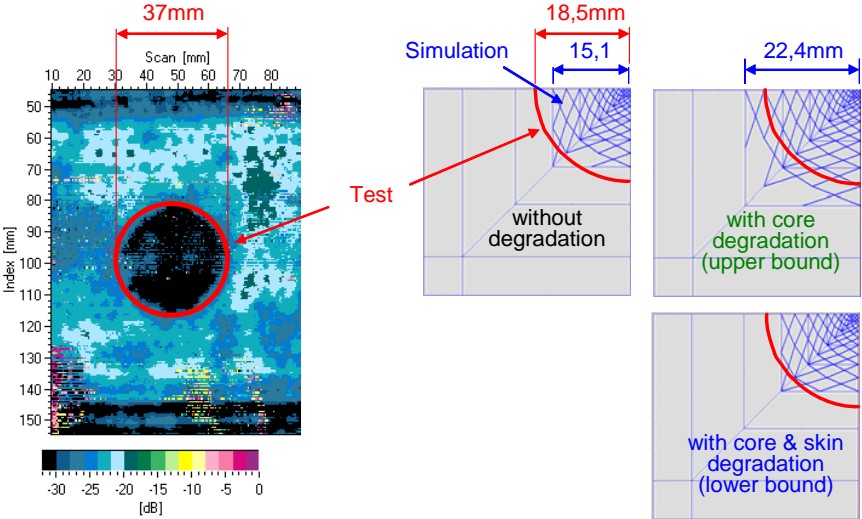 37mm
Scan [mm]
10 20 30 40 50 60 70 80
50
60
70
80
90
100
110
120
130
140
150
Index [mm]
-30 -25 -20 -15 -10 -5 0
[dB]
Test
18,5mm
Simulation
15,1
without
degradation
22,4mm
with core
degradation
(upper bound)
with core & skin
degradation
(lower bound)